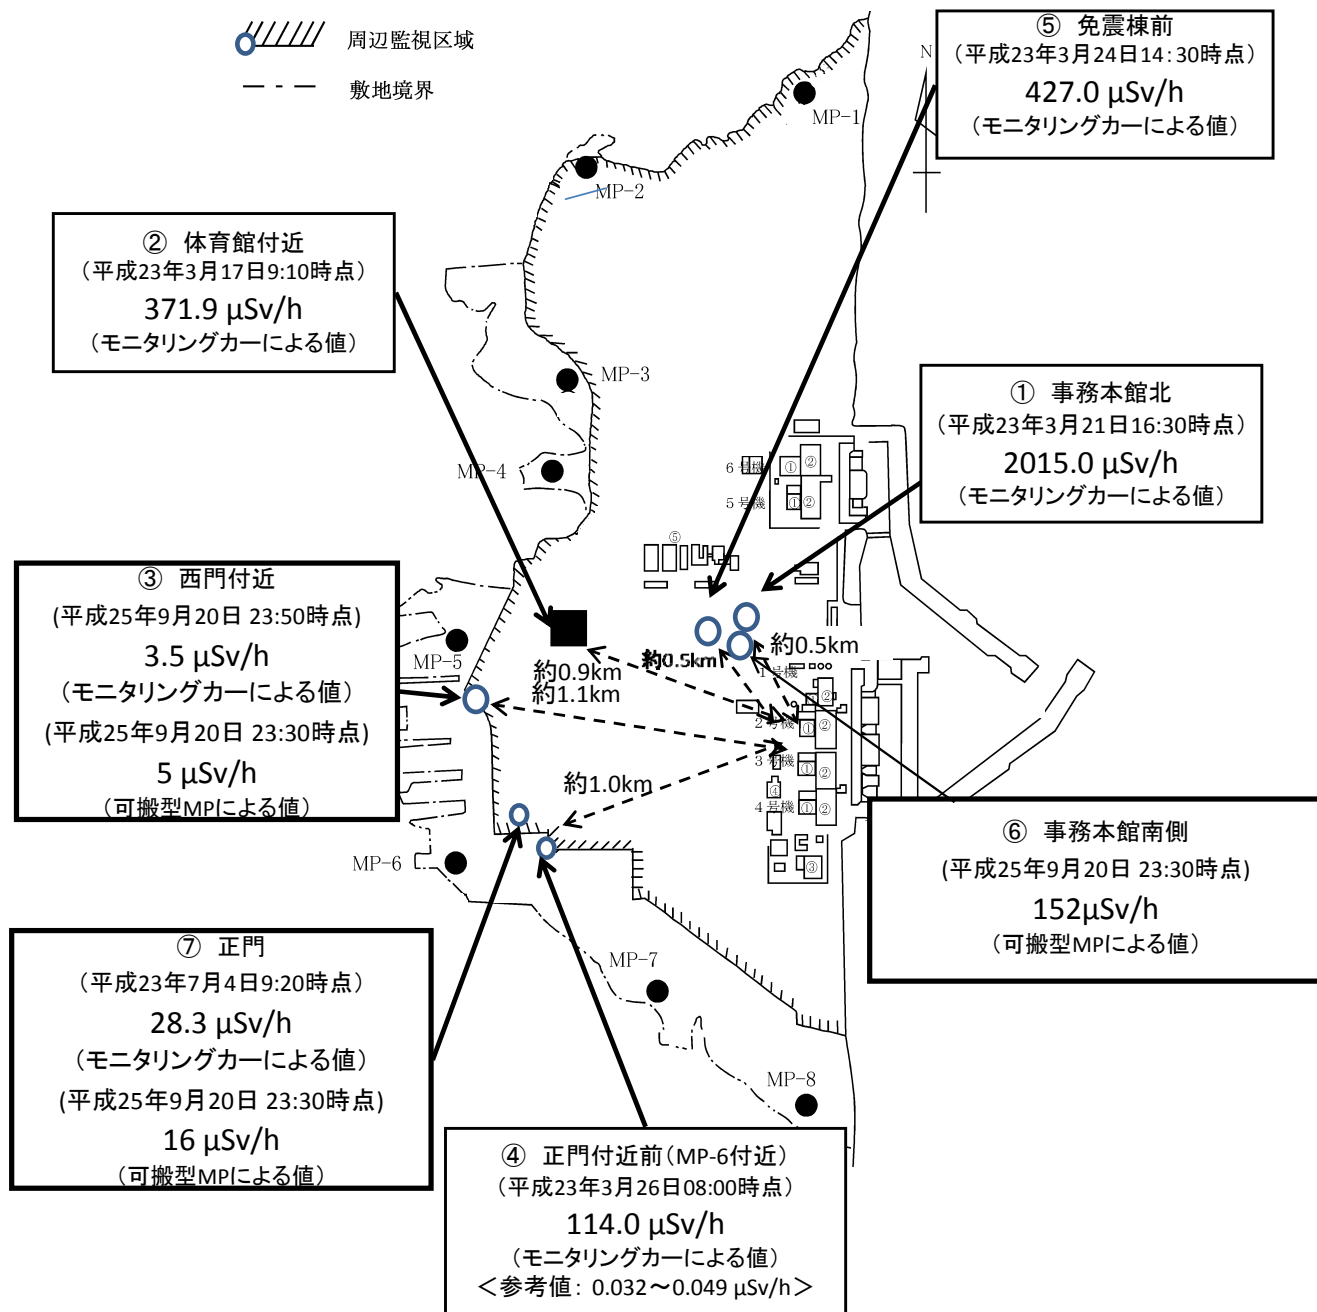 周辺監視区域
敷地境界
⑤ 免震棟前
（平成23年3月24日14：30時点）
427.0 μSv/h
（モニタリングカーによる値）
N
MP-1
MP-2
② 体育館付近
（平成23年3月17日9:10時点）
371.9 μSv/h
（モニタリングカーによる値）
MP-3
① 事務本館北
（平成23年3月21日16:30時点）
2015.0 μSv/h
（モニタリングカーによる値）
MP-4
6号機
① ②
5号機
① ②
⑤
③ 西門付近
(平成25年9月20日 23:50時点)
3.5 μSv/h
（モニタリングカーによる値）
(平成25年9月20日 23:30時点)
5 μSv/h
（可搬型MPによる値）
MP-5
約0.9km
約1.1km
約0.5km
約0.5km
1号機
②
2号機
① ②
3号機
① ②
約1.0km
④
4号機
① ②
③
MP-6
⑥ 事務本館南側
(平成25年9月20日 23:30時点)
152μSv/h
（可搬型MPによる値）
⑦ 正門
（平成23年7月4日9:20時点）
28.3 μSv/h
（モニタリングカーによる値）
(平成25年9月20日 23:30時点)
16 μSv/h
（可搬型MPによる値）
MP-7
MP-8
④ 正門付近前（MP-6付近）
（平成23年3月26日08:00時点）
114.0 μSv/h
（モニタリングカーによる値）
＜参考値： 0.032～0.049 μSv/h＞